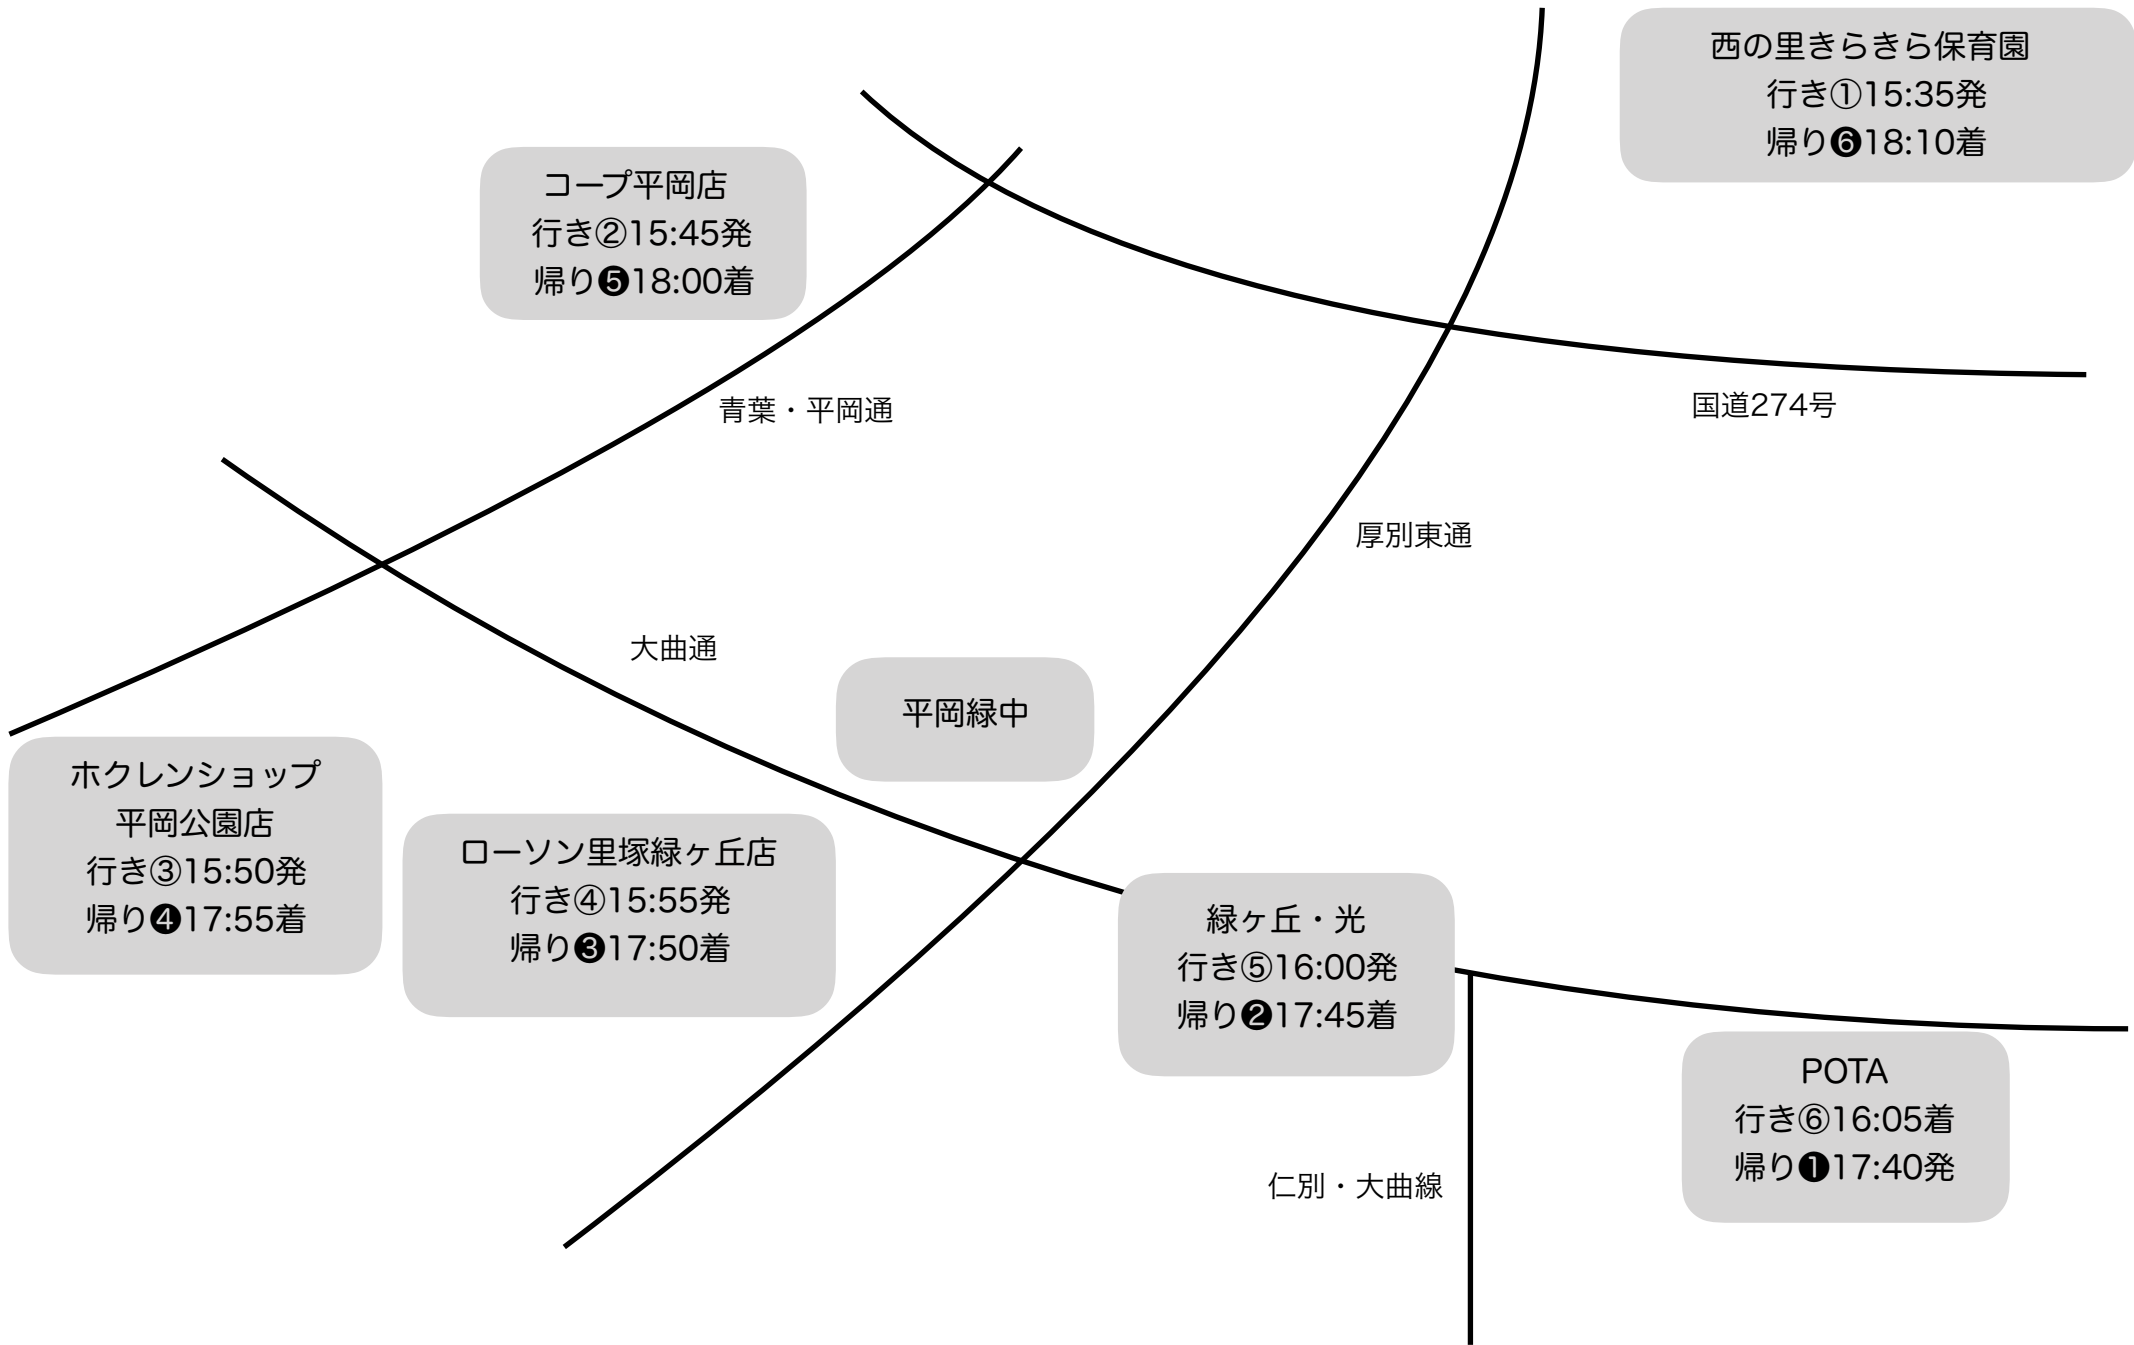 西の里きらきら保育園
行き①15:35発
帰り❻18:10着
コープ平岡店
行き②15:45発
帰り❺18:00着
青葉・平岡通
国道274号
厚別東通
大曲通
平岡緑中
ホクレンショップ
平岡公園店
行き③15:50発
帰り❹17:55着
ローソン里塚緑ヶ丘店
行き④15:55発
帰り❸17:50着
緑ヶ丘・光
行き⑤16:00発
帰り❷17:45着
POTA
行き⑥16:05着
帰り❶17:40発
仁別・大曲線